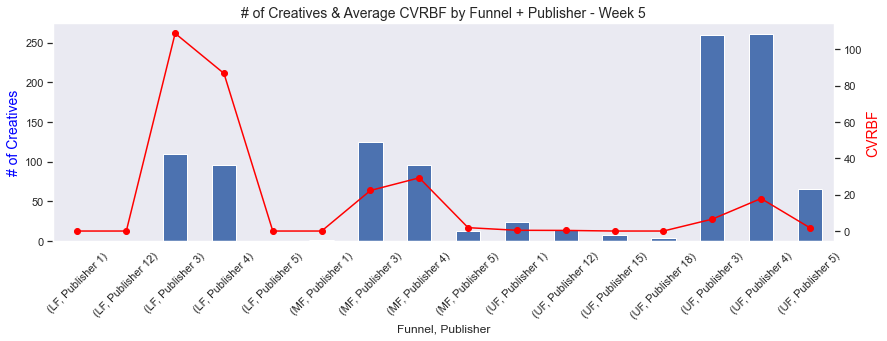 # of Creatives & Average CVRBF by Funnel + Publisher - Week 5
# of Creatives
250
200
150
100
50
0
100
80
60
40
20
0
CVRBF
(LF, Publisher 1)
(LF, Publisher 12)
(LF, Publisher 3)
(LF, Publisher 4)
(LF, Publisher 5)
(MF, Publisher 1)
(MF, Publisher 3)
(MF, Publisher 4)
(MF, Publisher 5)
(UF, Publisher 1)
(UF, Publisher 12)
(UF, Publisher 15)
(UF, Publisher 18)
(UF, Publisher 3)
(UF, Publisher 4)
(UF, Publisher 5)
Funnel, Publisher